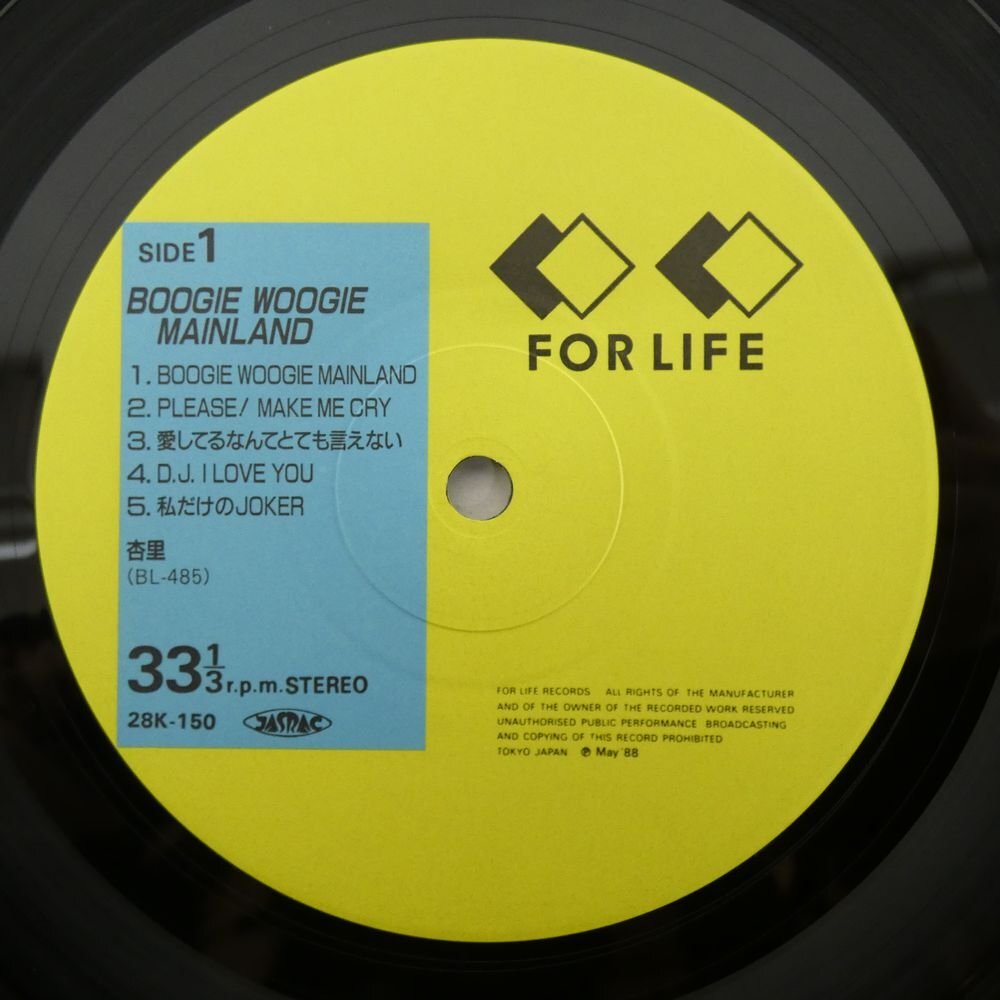 SIDE 1
BOOGIE WOOGIE
MAINLAND
1. BOOGIE WOOGIE MAINLAND
2. PLEASE! MAKE ME CRY
3. 愛してるなんてとても言えない
4. D.J. I LOVE YOU
5. 私だけのJOKER
杏里
(BL-485)
33 1/3 r.p.m. STEREO
28K-150 JASRAC
FOR LIFE
FOR LIFE RECORDS ALL RIGHTS OF THE MANUFACTURER
AND OF THE OWNER OF THE RECORDED WORK RESERVED
UNAUTHORISED PUBLIC PERFORMANCE BROADCASTING
AND COPYING OF THIS RECORD PROHIBITED
TOKYO JAPAN ℗ May '88